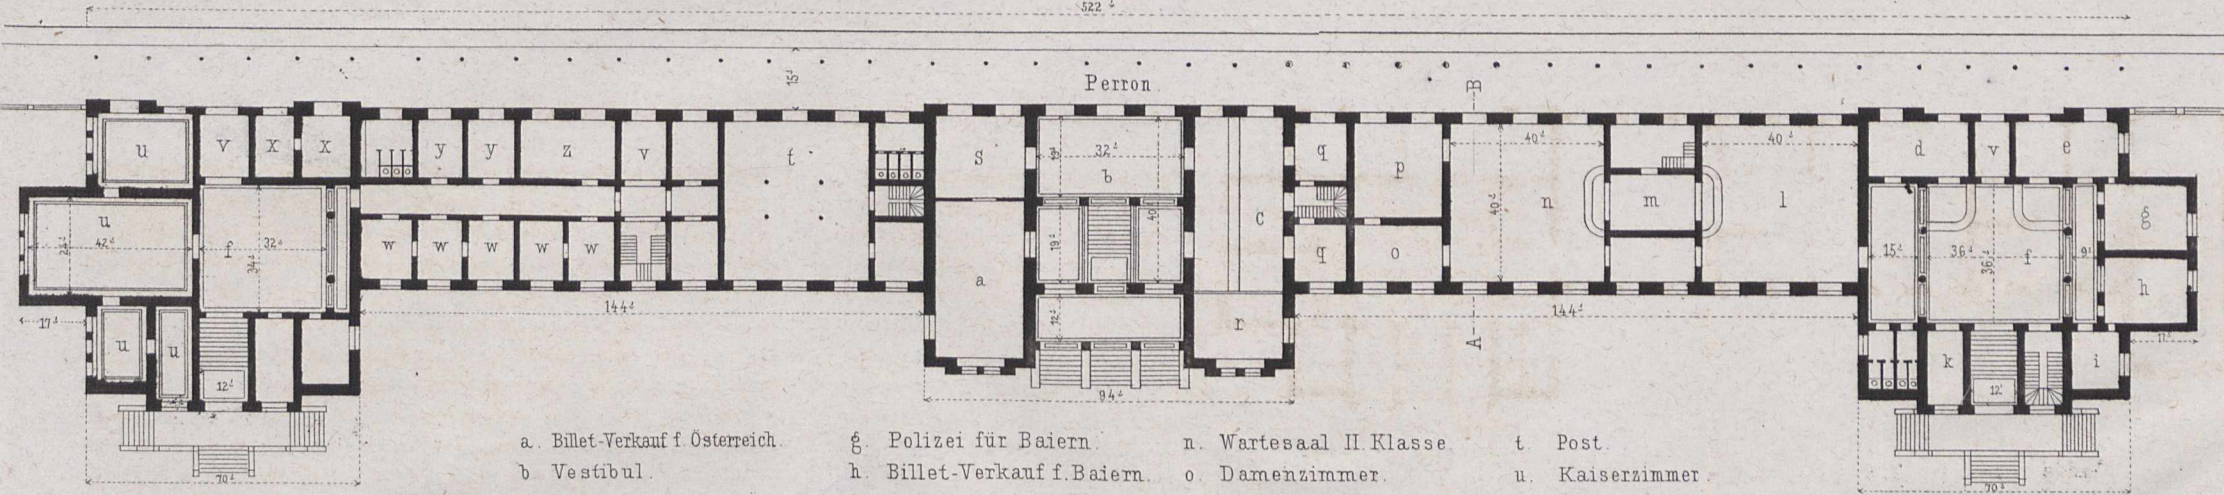 522'
15'
Perron.
B
u v x x y y z v t S 32' b 19' q p 40' 40' d v e
u 42' 24' f 32' 34' w w w w w a 19' 40' c q o n 40' m l 15' 36' 36' f 9' g h
17' u u 12' 144' 12' r 144' A k 12' i 17'
94'
70'
70'
a. Billet-Verkauf f. Österreich. g. Polizei für Baiern. n. Wartesaal II. Klasse. t. Post.
b. Vestibul. h. Billet-Verkauf f. Baiern. o. Damenzimmer. u. Kaiserzimmer.